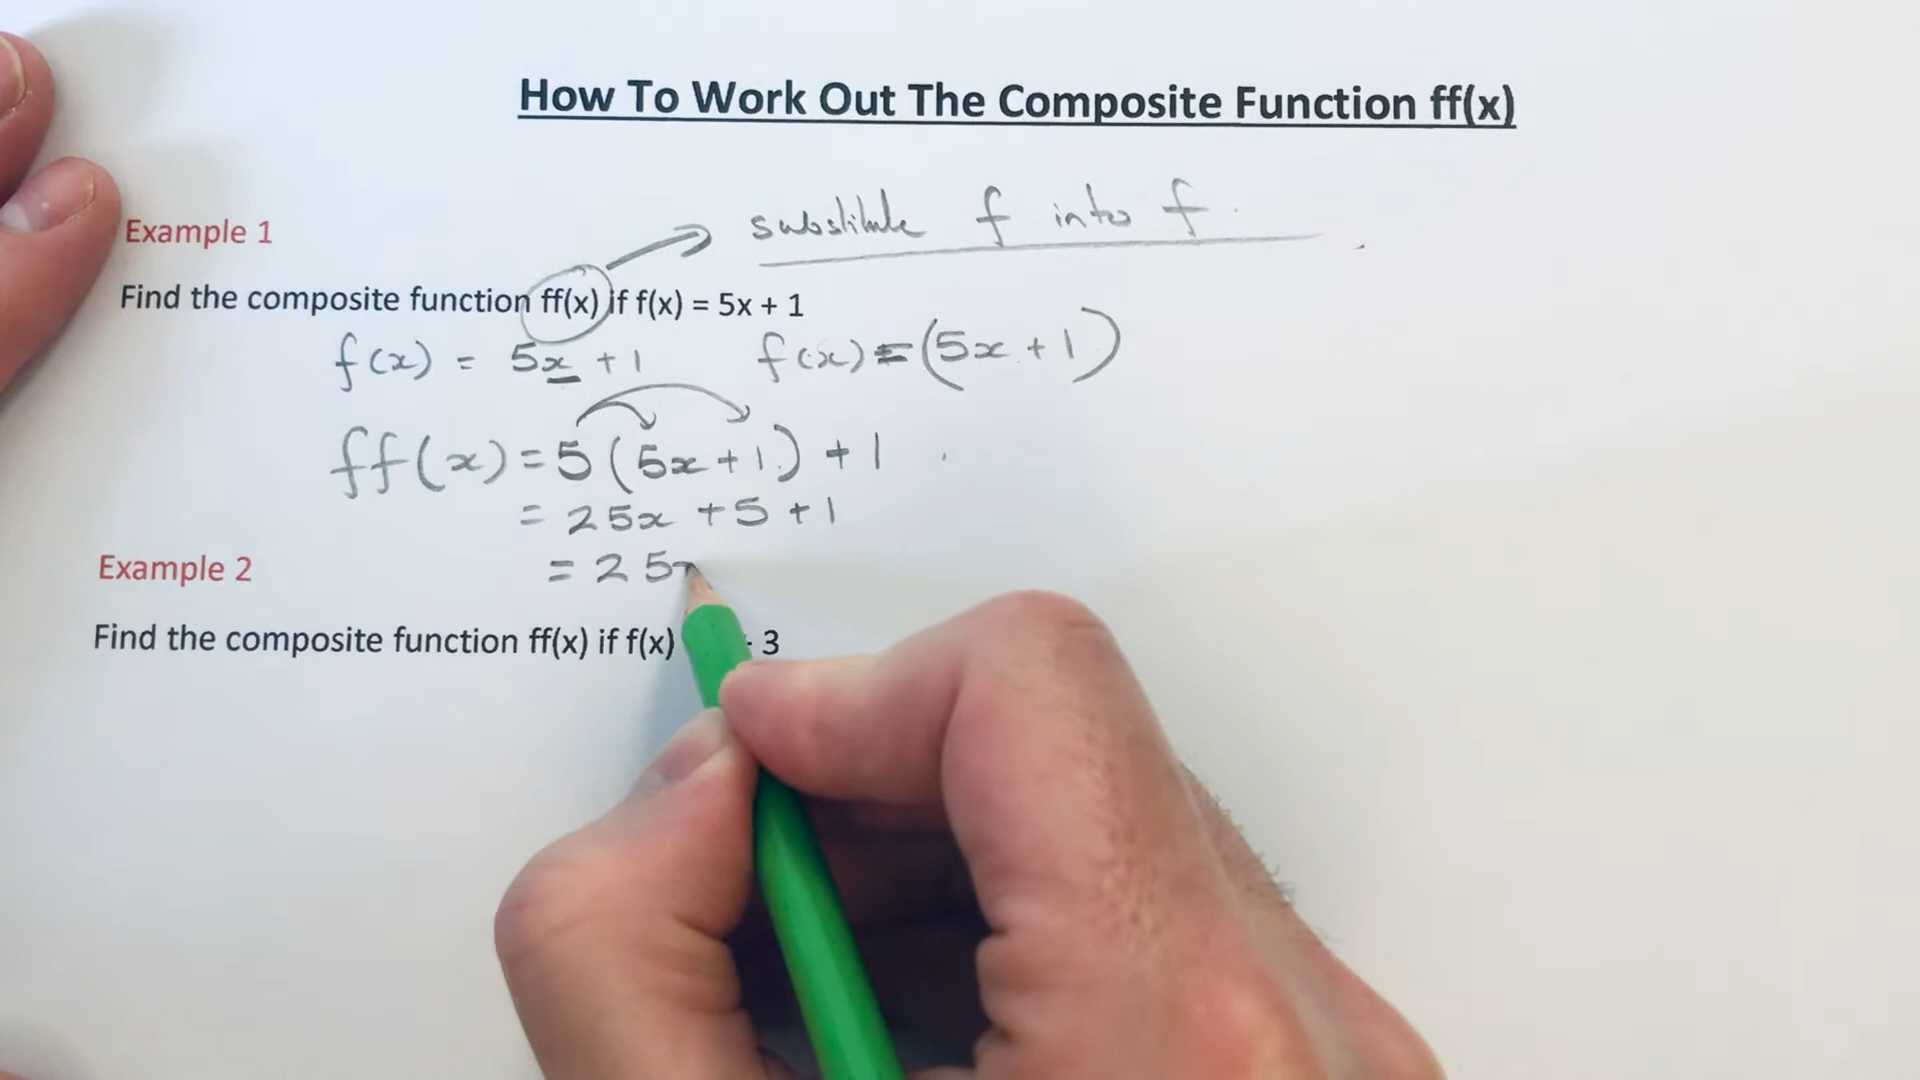 How To Work Out The Composite Function ff(x)
substitute f into f.
Example 1
Find the composite function ff(x) if f(x) = 5x + 1
f(x) = 5x + 1 f(x) = (5x + 1)
ff(x) = 5(5x + 1) + 1
= 25x + 5 + 1
= 25
Example 2
Find the composite function ff(x) if f(x) 3